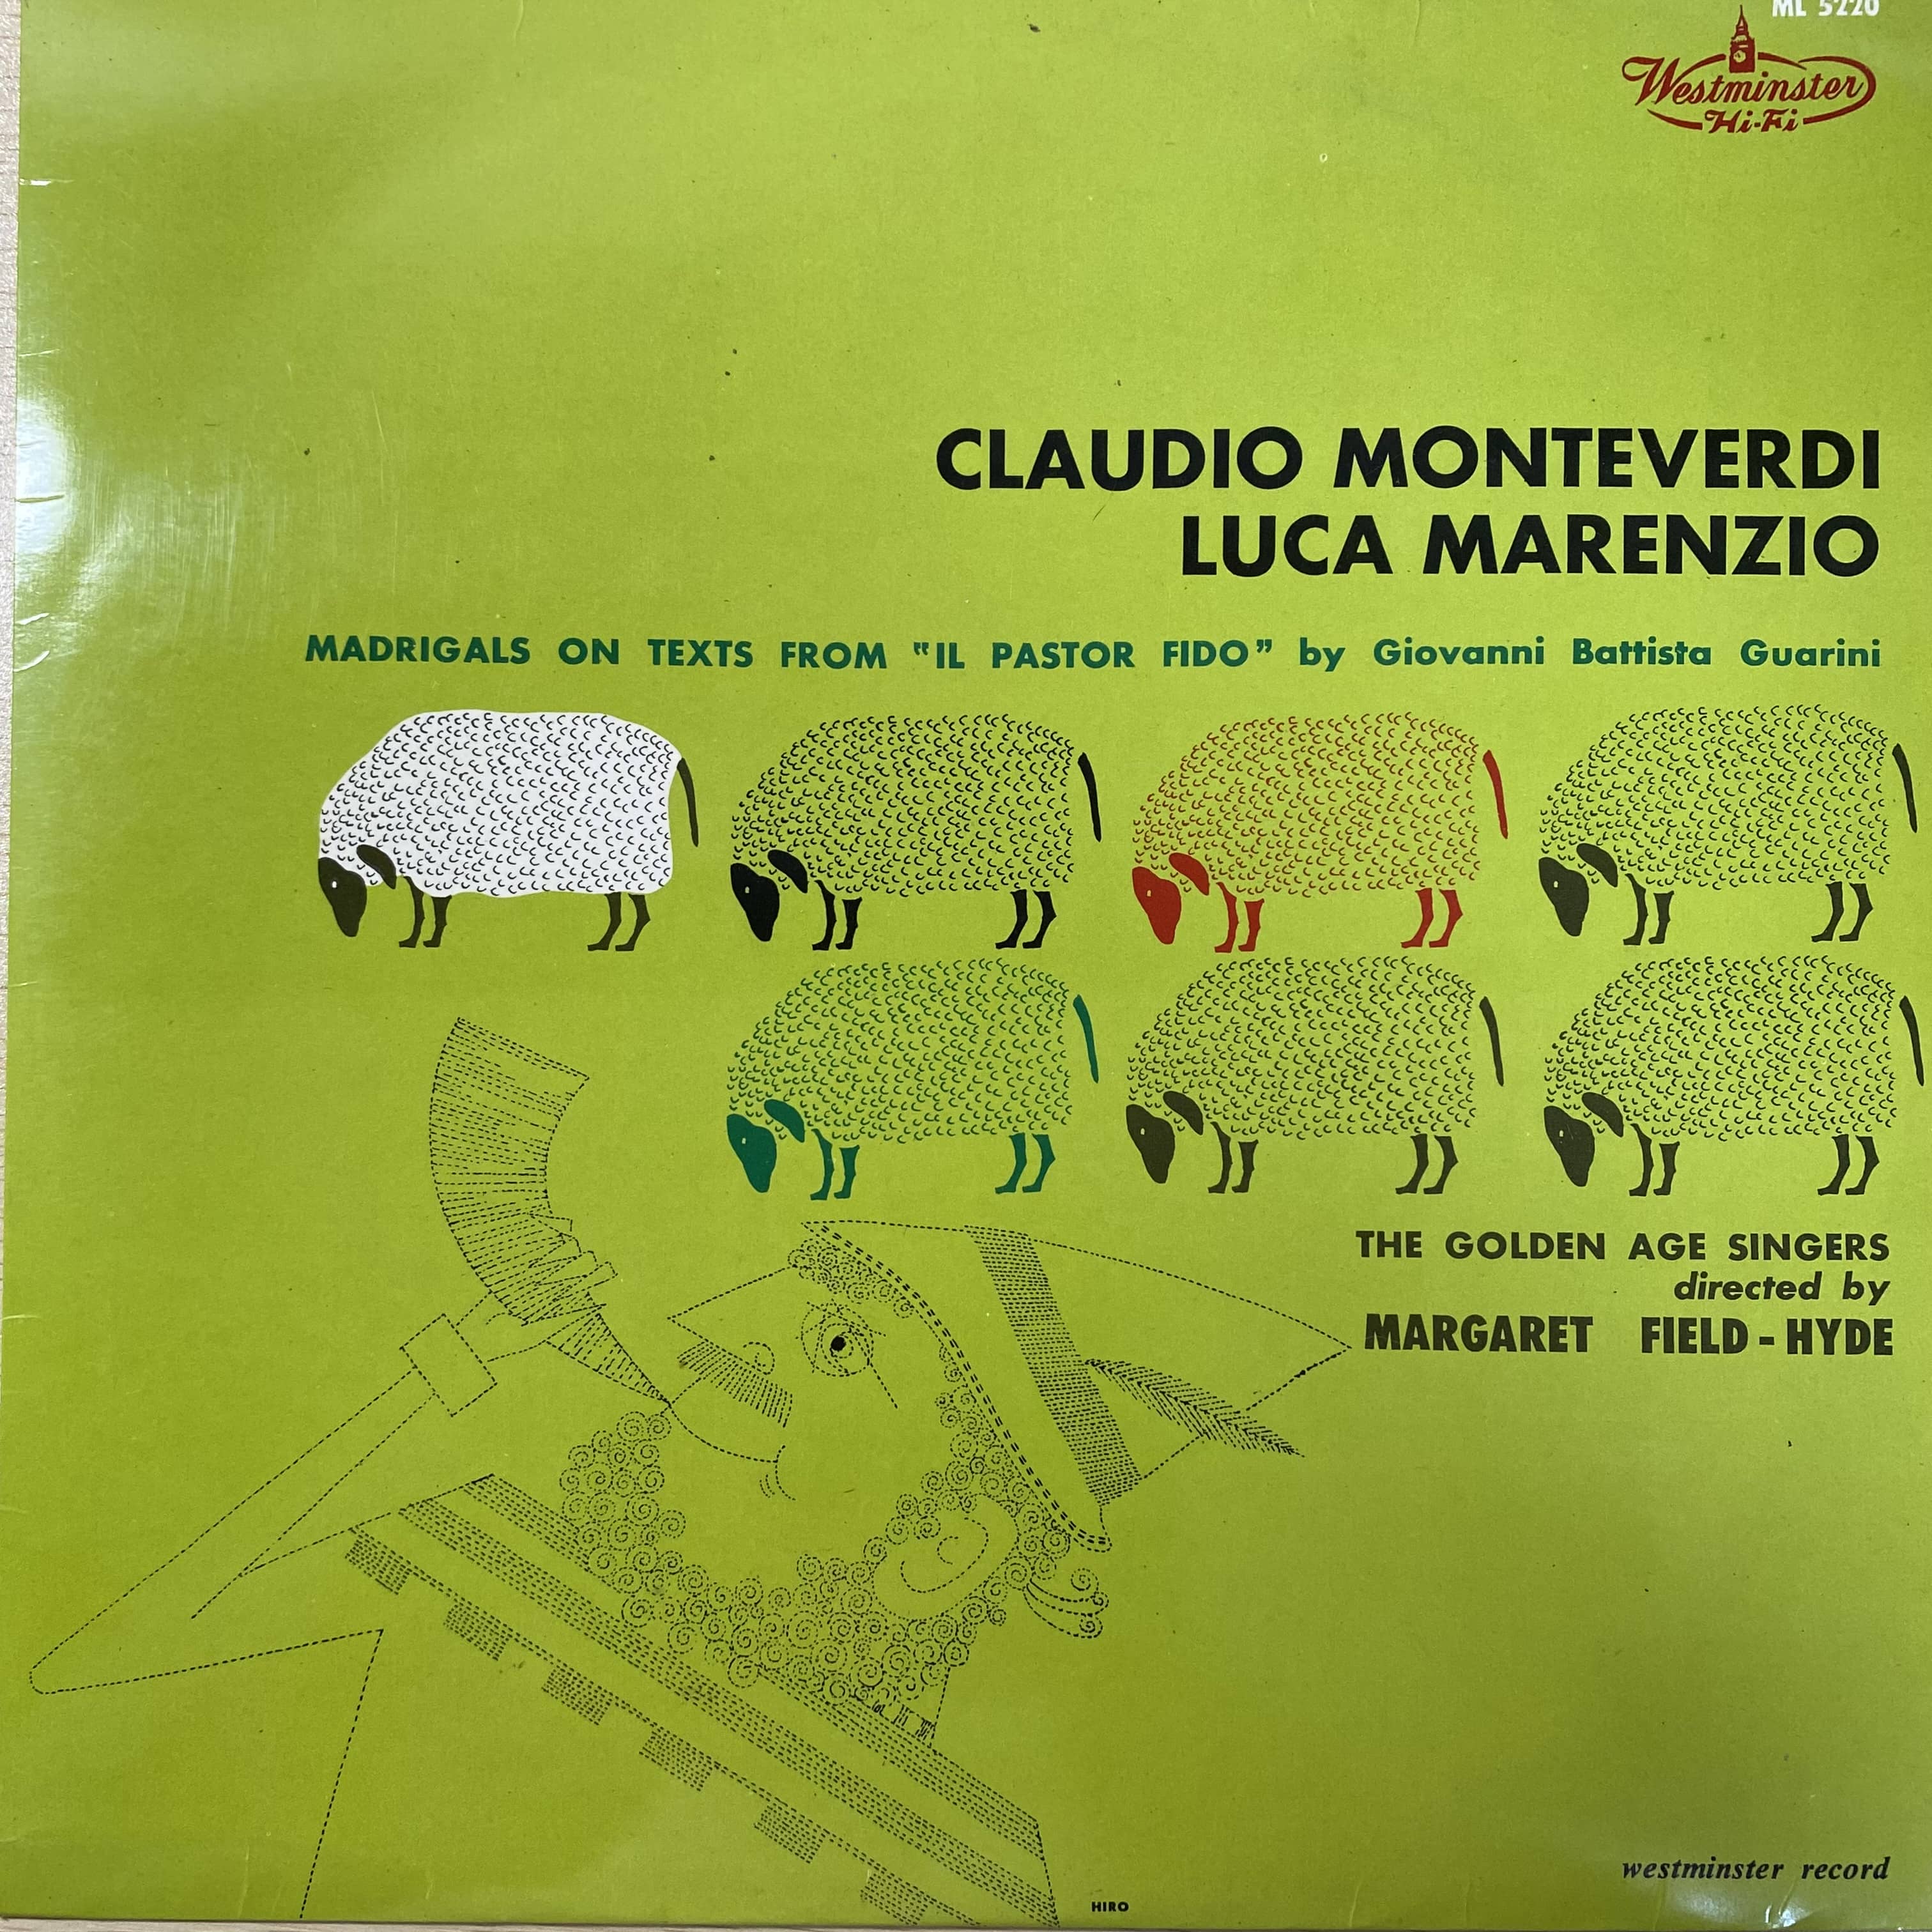 ML 5220
Westminster
Hi-Fi
CLAUDIO MONTEVERDI
LUCA MARENZIO
MADRIGALS ON TEXTS FROM "IL PASTOR FIDO" by Giovanni Battista Guarini
THE GOLDEN AGE SINGERS
directed by
MARGARET FIELD-HYDE
westminster record
HIRO